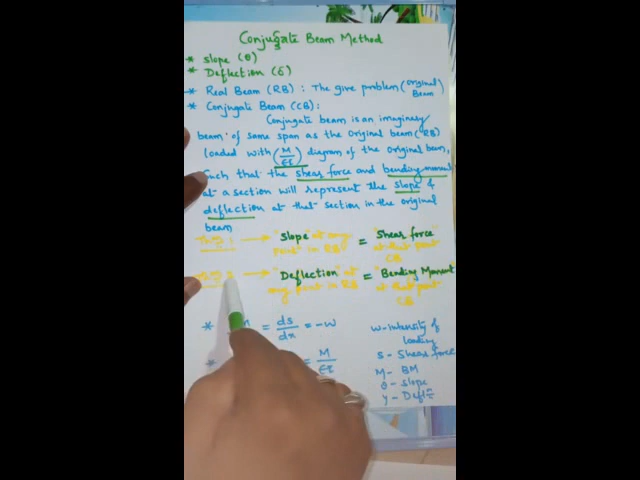 Conjugate Beam Method
* Slope (θ)
* Deflection (ε)
* Real Beam (RB) : The give problem (original Beam
* Conjugate Beam (CB):
Conjugate beam is an imaginary
beam of same span as the original beam (RB)
loaded with (M/EI) diagram of the original beam,
Such that the shear force and bending moment
at a section will represent the slope &
deflection at that section in the original
beam
→ "Slope" at any point in RB = "Shear force" at that point CB
→ "Deflection" at any point in RB = "Bending Moment" at that point CB
* = ds/dx = -w
* = M/EI
w - intensity of
loading
S - Shear force
M - BM
θ - Slope
y - Deflⁿ